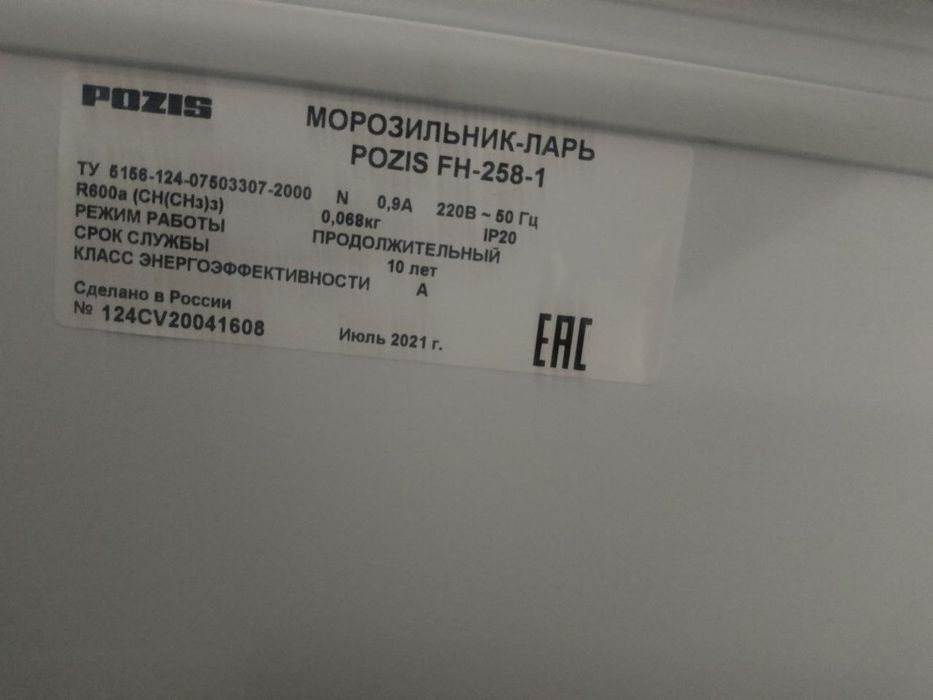 POZIS
МОРОЗИЛЬНИК-ЛАРЬ
POZIS FH-258-1
ТУ 5156-124-07503307-2000 N 0,9А 220В ~ 50 Гц
R600a (CH(CH3)3) 0,068кг IP20
РЕЖИМ РАБОТЫ ПРОДОЛЖИТЕЛЬНЫЙ
СРОК СЛУЖБЫ 10 лет
КЛАСС ЭНЕРГОЭФФЕКТИВНОСТИ А
Сделано в России
№ 124CV20041608 Июль 2021 г.
EAC